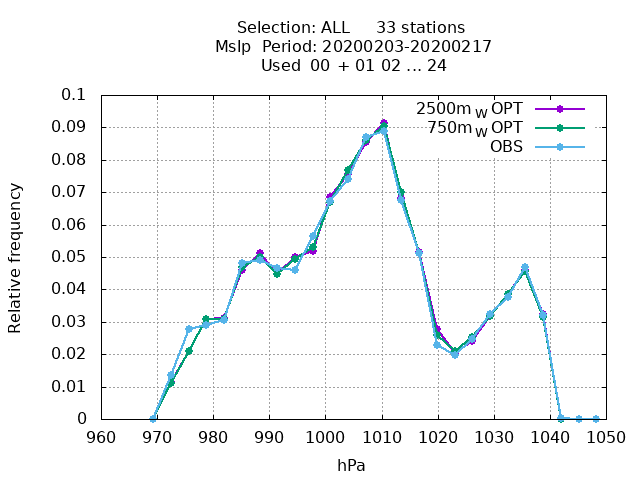 Selection: ALL 33 stations
Mslp Period: 20200203-20200217
Used 00 + 01 02 ... 24
0.1
0.09
0.08
0.07
0.06
0.05
0.04
0.03
0.02
0.01
0
2500m_W OPT
750m_W OPT
OBS
Relative frequency
960 970 980 990 1000 1010 1020 1030 1040 1050
hPa